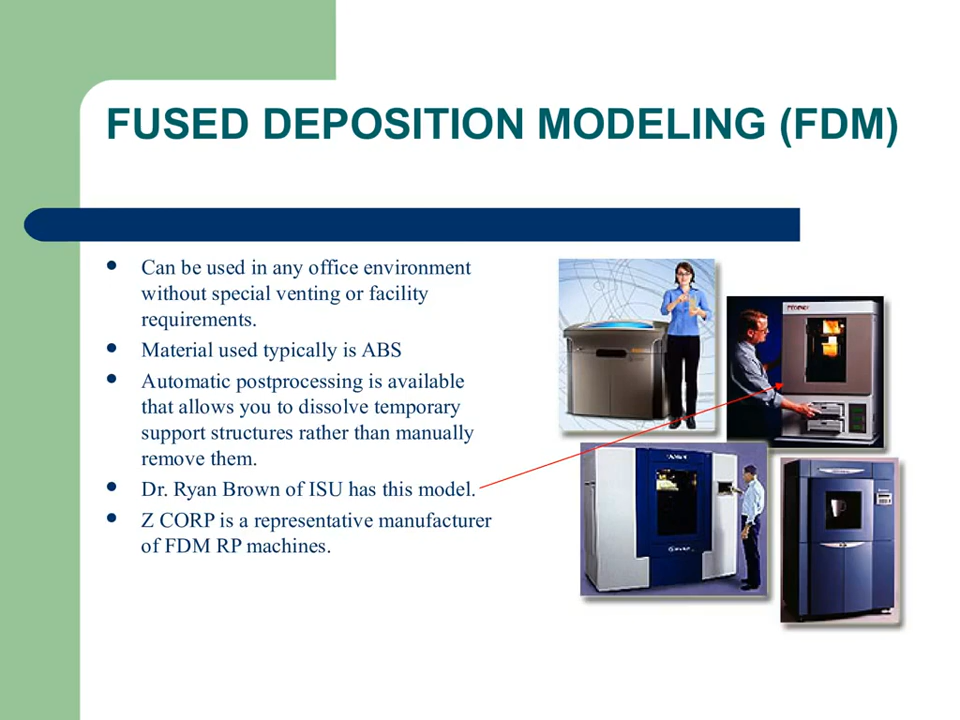 FUSED DEPOSITION MODELING (FDM)
Can be used in any office environment
without special venting or facility
requirements.
Material used typically is ABS
Automatic postprocessing is available
that allows you to dissolve temporary
support structures rather than manually
remove them.
Dr. Ryan Brown of ISU has this model.
Z CORP is a representative manufacturer
of FDM RP machines.